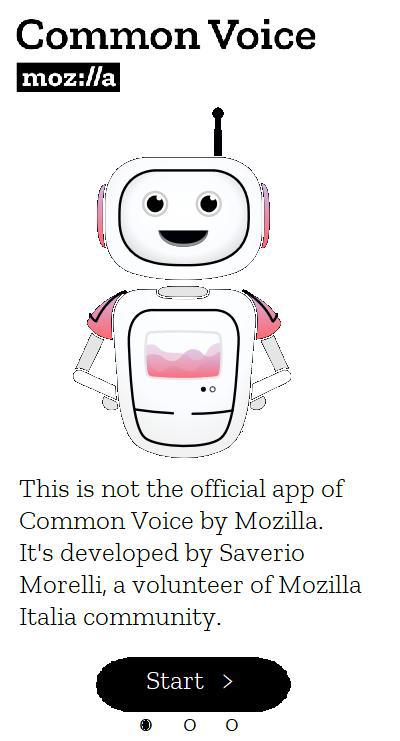 Common Voice
moz://a
This is not the official app of
Common Voice by Mozilla.
It's developed by Saverio
Morelli, a volunteer of Mozilla
Italia community.
Start >